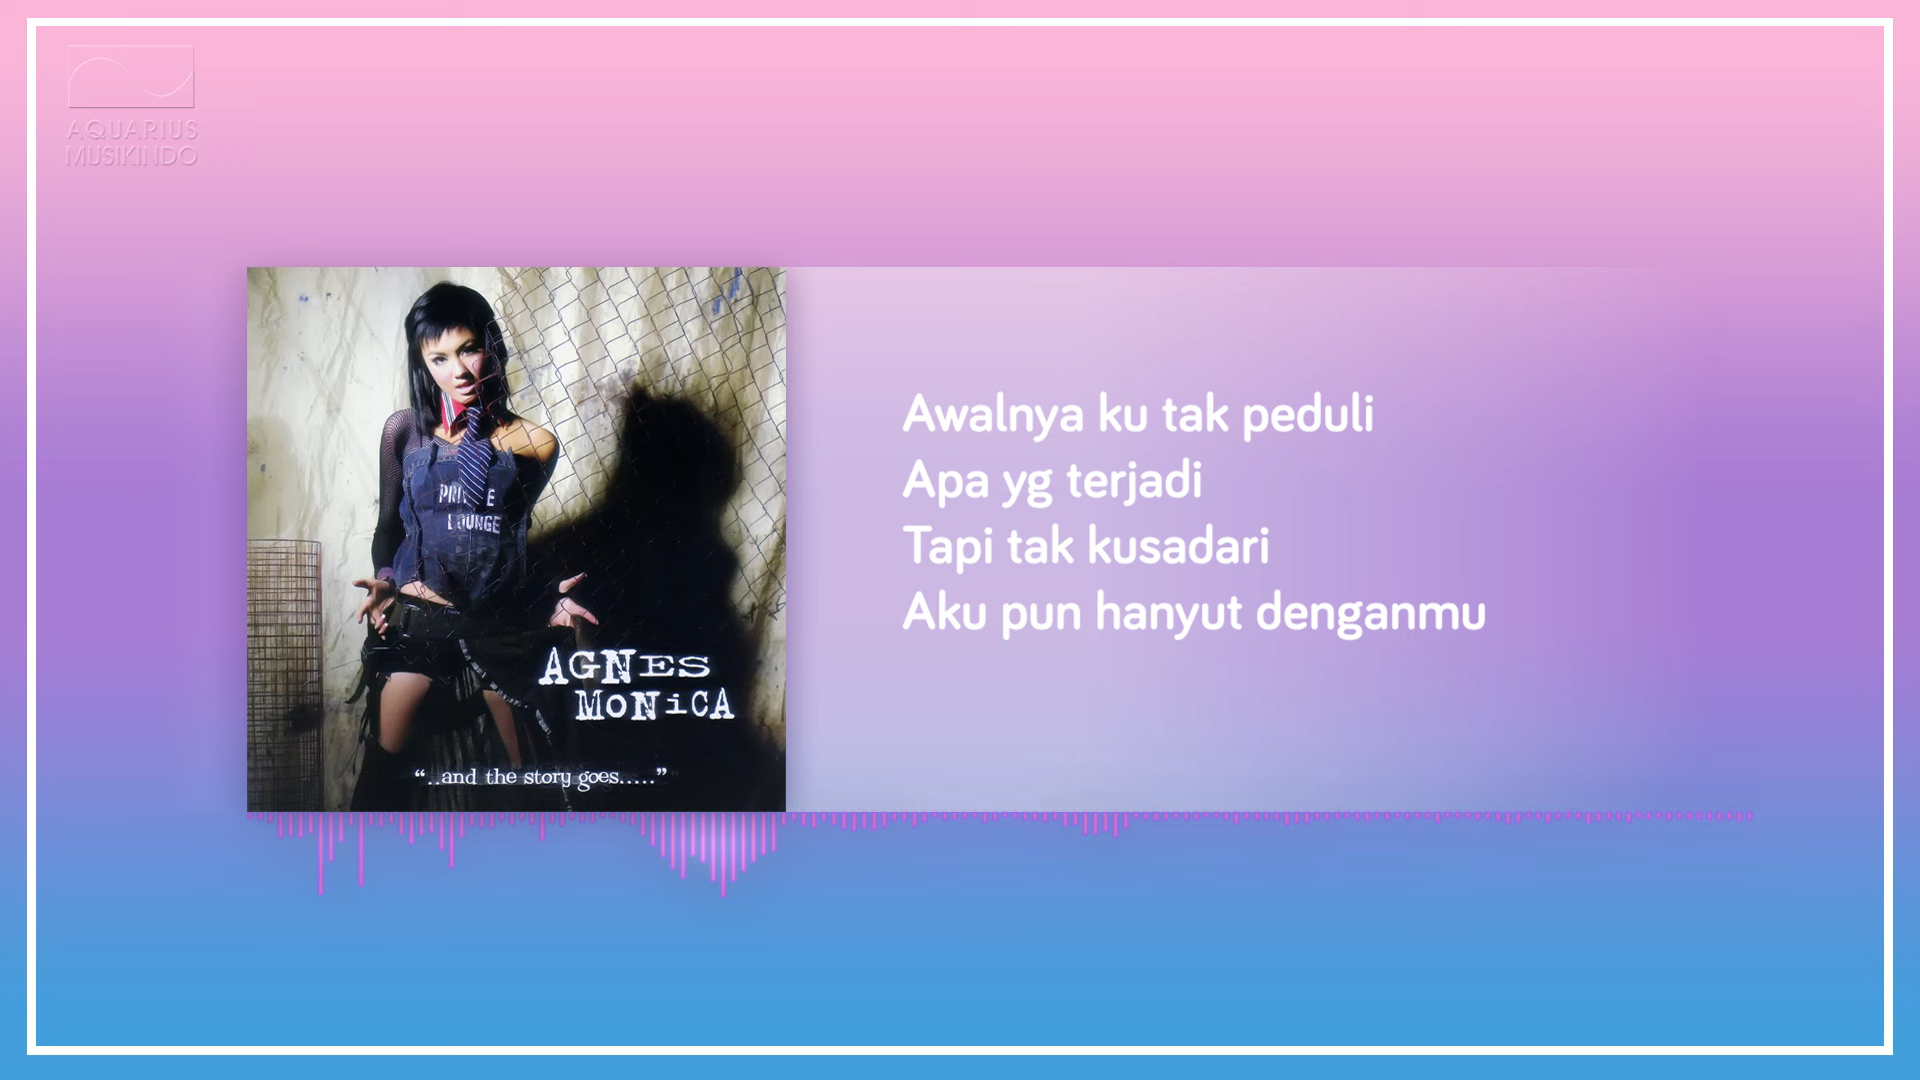 AQUARIUS
MUSIKINDO
Awalnya ku tak peduli
Apa yg terjadi
Tapi tak kusadari
Aku pun hanyut denganmu
LOUNGE
AGNES
MONiCA
“..and the story goes.....”